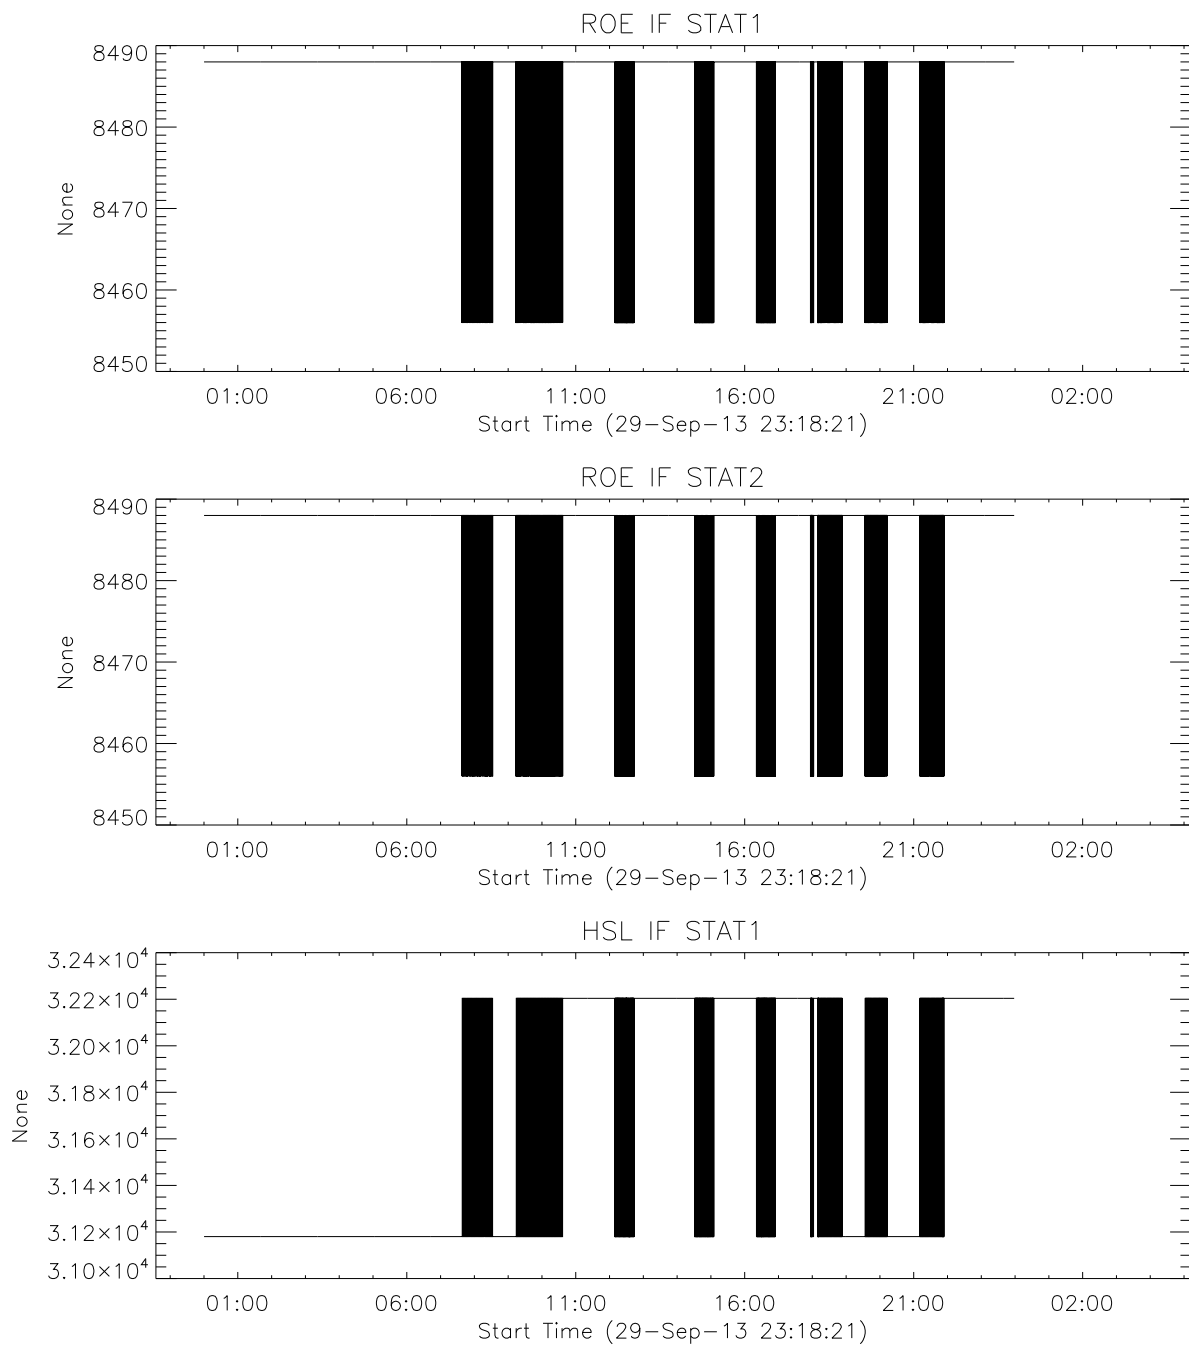 ROE IF STAT1
8490
8480
8470
8460
8450
None
01:00 06:00 11:00 16:00 21:00 02:00
Start Time (29-Sep-13 23:18:21)
ROE IF STAT2
8490
8480
8470
8460
8450
None
01:00 06:00 11:00 16:00 21:00 02:00
Start Time (29-Sep-13 23:18:21)
HSL IF STAT1
3.24×10⁴
3.22×10⁴
3.20×10⁴
3.18×10⁴
3.16×10⁴
3.14×10⁴
3.12×10⁴
3.10×10⁴
None
01:00 06:00 11:00 16:00 21:00 02:00
Start Time (29-Sep-13 23:18:21)